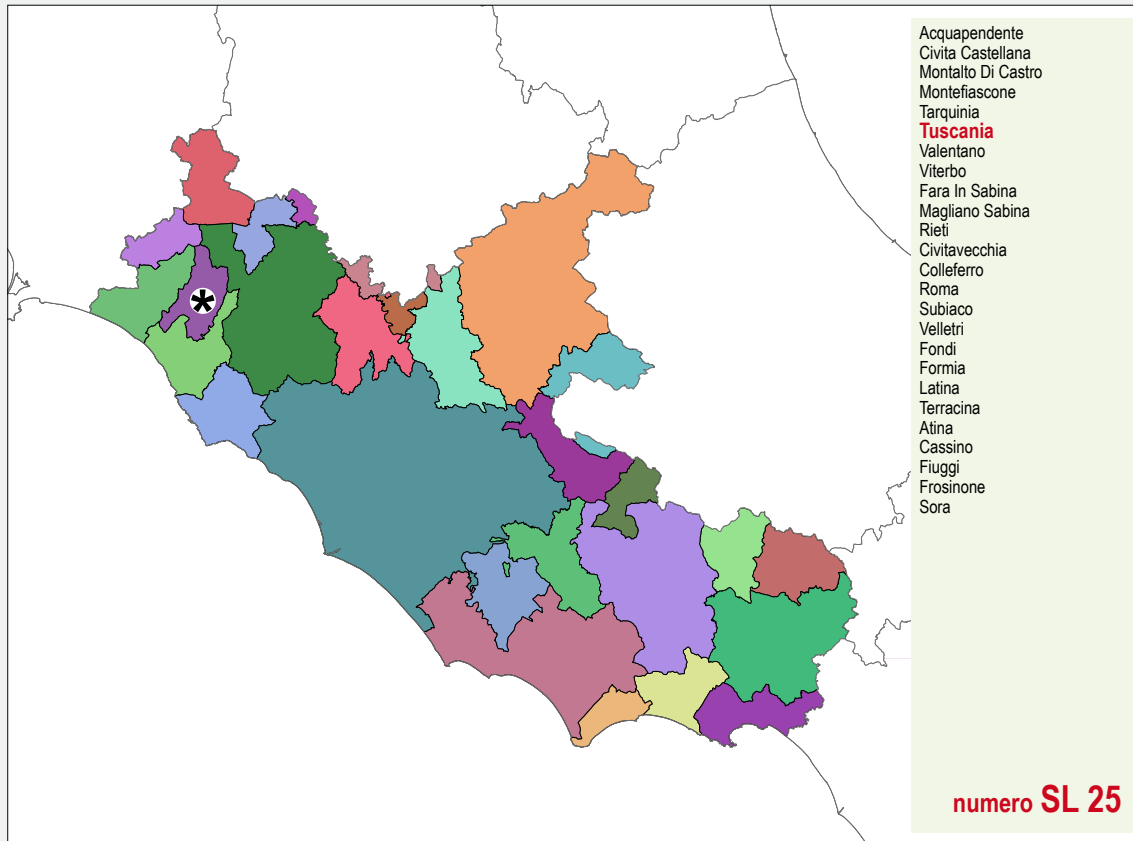 Acquapendente
Civita Castellana
Montalto Di Castro
Montefiascone
Tarquinia
Tuscania
Valentano
Viterbo
Fara In Sabina
Magliano Sabina
Rieti
Civitavecchia
Colleferro
Roma
Subiaco
Velletri
Fondi
Formia
Latina
Terracina
Atina
Cassino
Fiuggi
Frosinone
Sora
*
numero SL 25